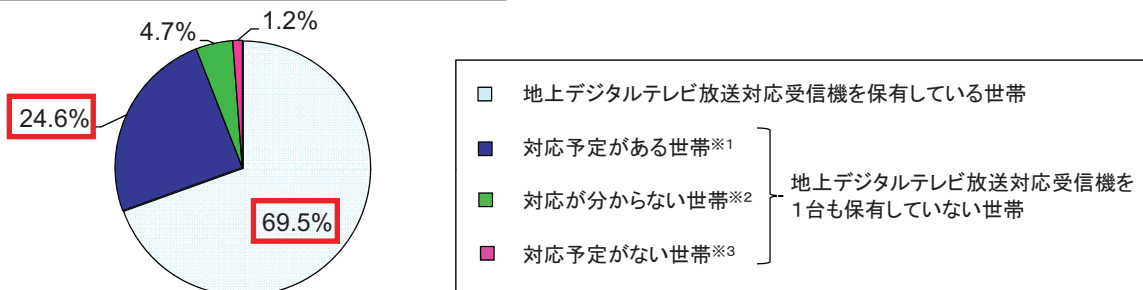 4.7%
1.2%
24.6%
69.5%
地上デジタルテレビ放送対応受信機を保有している世帯
対応予定がある世帯※1
対応が分からない世帯※2
対応予定がない世帯※3
地上デジタルテレビ放送対応受信機を
1台も保有していない世帯